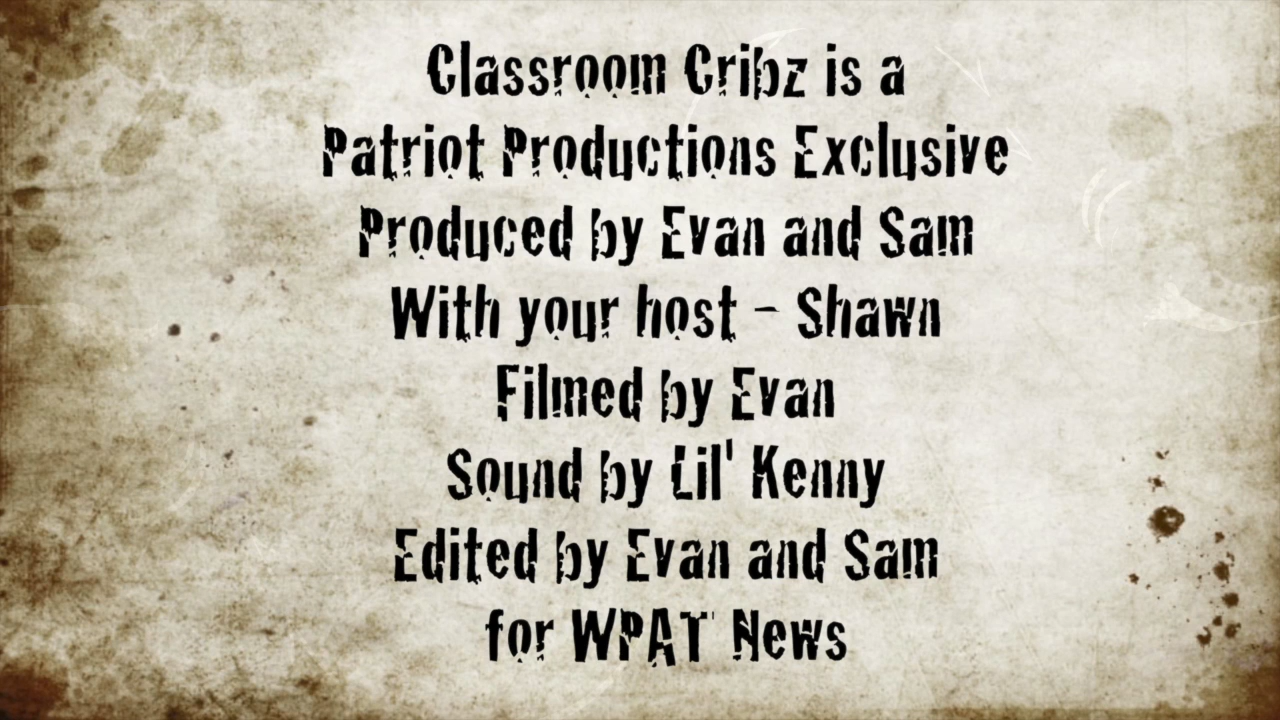 Classroom Cribz is a
Patriot Productions Exclusive
Produced by Evan and Sam
With your host - Shawn
Filmed by Evan
Sound by Lil' Kenny
Edited by Evan and Sam
for WPAT News